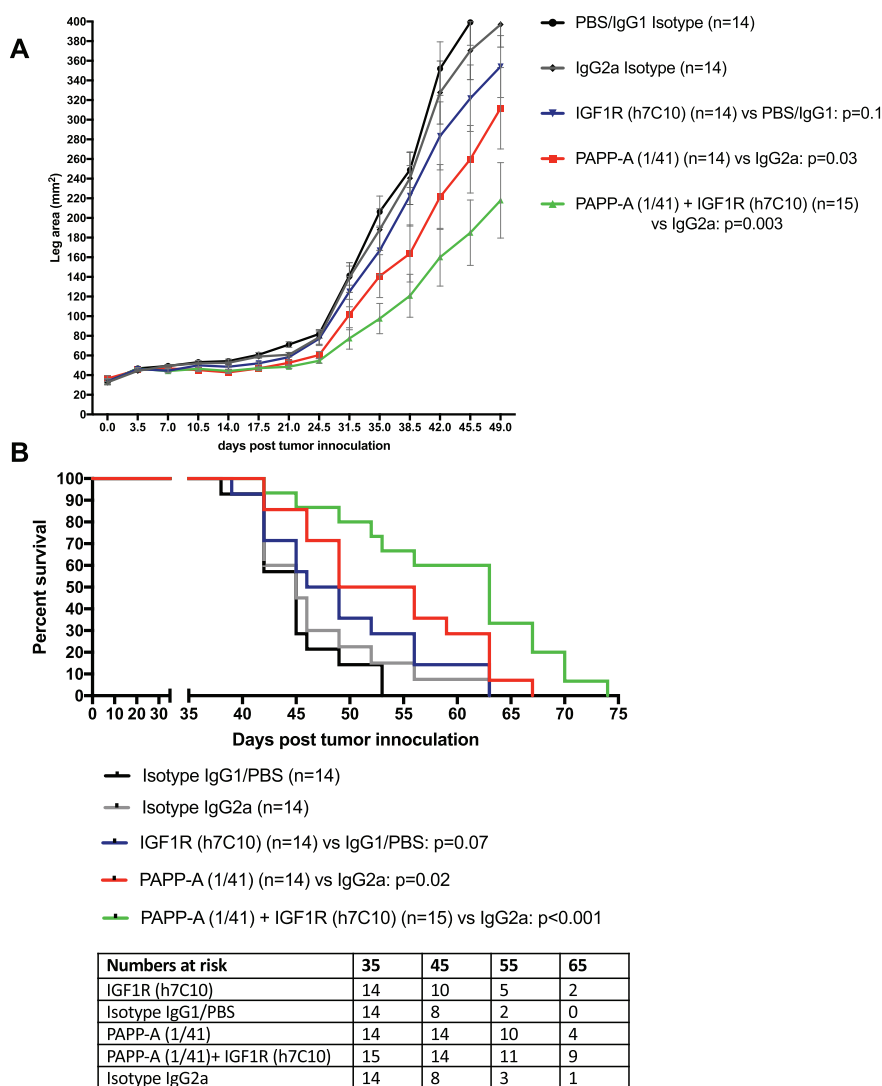 A
Leg area (mm²)
400
380
360
340
320
300
280
260
240
220
200
180
160
140
120
100
80
60
40
20
0
0.0 3.5 7.0 10.5 14.0 17.5 21.0 24.5 31.5 35.0 38.5 42.0 45.5 49.0
days post tumor innoculation
PBS/IgG1 Isotype (n=14)
IgG2a Isotype (n=14)
IGF1R (h7C10) (n=14) vs PBS/IgG1: p=0.1
PAPP-A (1/41) (n=14) vs IgG2a: p=0.03
PAPP-A (1/41) + IGF1R (h7C10) (n=15)
vs IgG2a: p=0.003
B
Percent survival
100
90
80
70
60
50
40
30
20
10
0
0 10 20 30 35 40 45 50 55 60 65 70 75
Days post tumor innoculation
Isotype IgG1/PBS (n=14)
Isotype IgG2a (n=14)
IGF1R (h7C10) (n=14) vs IgG1/PBS: p=0.07
PAPP-A (1/41) (n=14) vs IgG2a: p=0.02
PAPP-A (1/41) + IGF1R (h7C10) (n=15) vs IgG2a: p<0.001
Numbers at risk 35 45 55 65
IGF1R (h7C10) 14 10 5 2
Isotype IgG1/PBS 14 8 2 0
PAPP-A (1/41) 14 14 10 4
PAPP-A (1/41)+ IGF1R (h7C10) 15 14 11 9
Isotype IgG2a 14 8 3 1